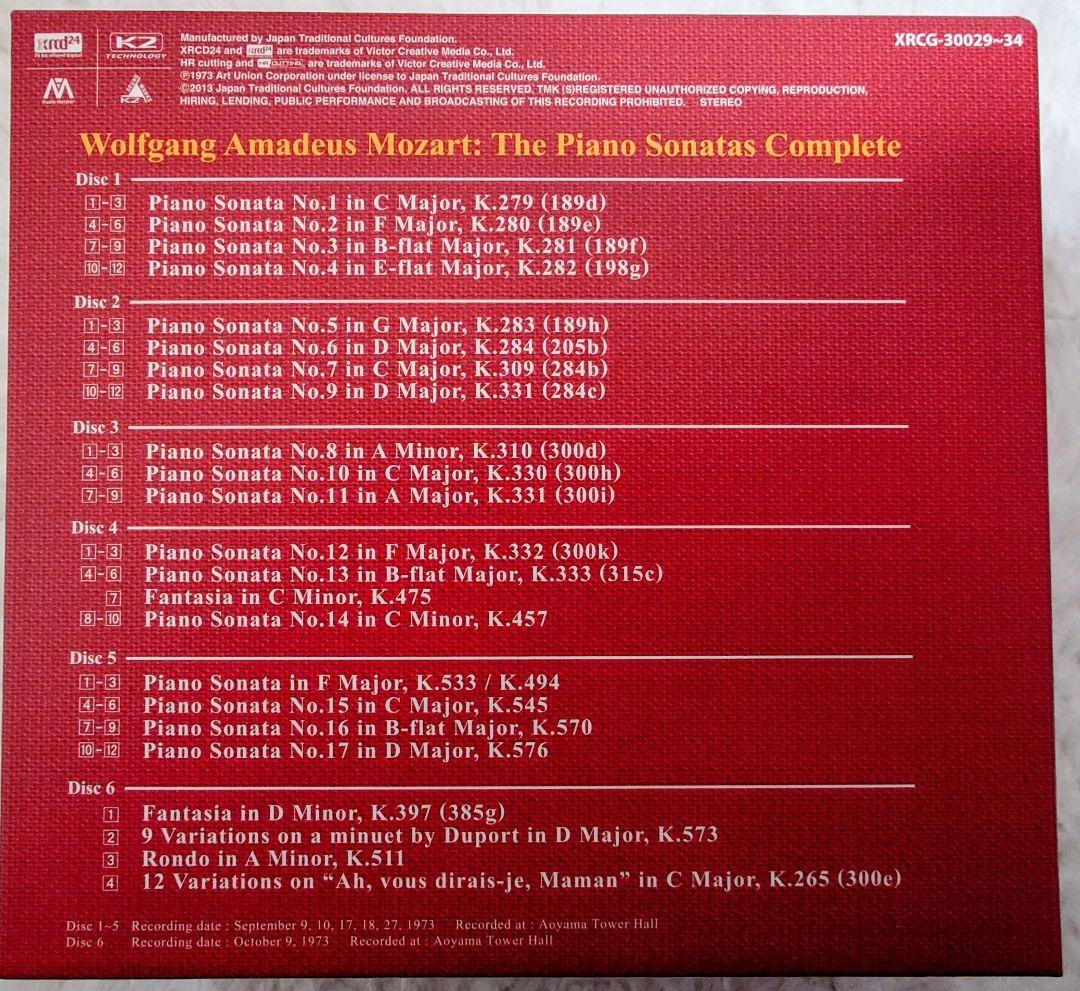 xrcd24
24 bit refined digital
K2
TECHNOLOGY
Audio Meister
K2
Manufactured by Japan Traditional Cultures Foundation.
XRCD24 and xrcd24 are trademarks of Victor Creative Media Co., Ltd.
HR cutting and HR CUTTING, are trademarks of Victor Creative Media Co., Ltd.
Ⓟ1973 Art Union Corporation under license to Japan Traditional Cultures Foundation.
©2013 Japan Traditional Cultures Foundation. ALL RIGHTS RESERVED. TMK (S)REGISTERED UNAUTHORIZED COPYING, REPRODUCTION,
HIRING, LENDING, PUBLIC PERFORMANCE AND BROADCASTING OF THIS RECORDING PROHIBITED. STEREO
XRCG-30029~34
Wolfgang Amadeus Mozart: The Piano Sonatas Complete
Disc 1
1-3 Piano Sonata No.1 in C Major, K.279 (189d)
4-6 Piano Sonata No.2 in F Major, K.280 (189e)
7-9 Piano Sonata No.3 in B-flat Major, K.281 (189f)
10-12 Piano Sonata No.4 in E-flat Major, K.282 (198g)
Disc 2
1-3 Piano Sonata No.5 in G Major, K.283 (189h)
4-6 Piano Sonata No.6 in D Major, K.284 (205b)
7-9 Piano Sonata No.7 in C Major, K.309 (284b)
10-12 Piano Sonata No.9 in D Major, K.331 (284c)
Disc 3
1-3 Piano Sonata No.8 in A Minor, K.310 (300d)
4-6 Piano Sonata No.10 in C Major, K.330 (300h)
7-9 Piano Sonata No.11 in A Major, K.331 (300i)
Disc 4
1-3 Piano Sonata No.12 in F Major, K.332 (300k)
4-6 Piano Sonata No.13 in B-flat Major, K.333 (315c)
7 Fantasia in C Minor, K.475
8-10 Piano Sonata No.14 in C Minor, K.457
Disc 5
1-3 Piano Sonata in F Major, K.533 / K.494
4-6 Piano Sonata No.15 in C Major, K.545
7-9 Piano Sonata No.16 in B-flat Major, K.570
10-12 Piano Sonata No.17 in D Major, K.576
Disc 6
1 Fantasia in D Minor, K.397 (385g)
2 9 Variations on a minuet by Duport in D Major, K.573
3 Rondo in A Minor, K.511
4 12 Variations on “Ah, vous dirais-je, Maman” in C Major, K.265 (300e)
Disc 1~5 Recording date : September 9, 10, 17, 18, 27, 1973 Recorded at : Aoyama Tower Hall
Disc 6 Recording date : October 9, 1973 Recorded at : Aoyama Tower Hall